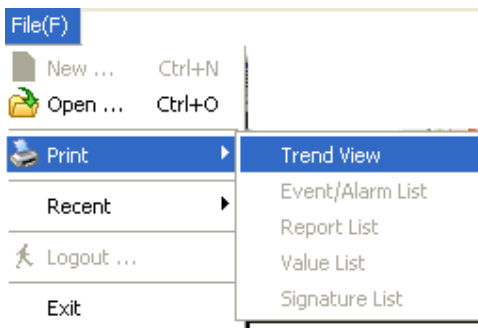 File(F)
New ... Ctrl+N
Open ... Ctrl+O
Print
Trend View
Event/Alarm List
Report List
Value List
Signature List
Recent
Logout ...
Exit